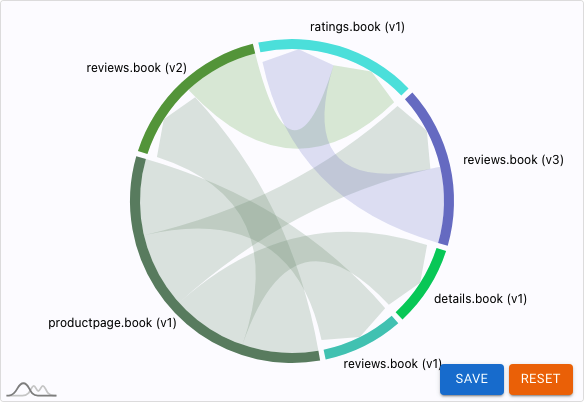 ratings.book (v1)
reviews.book (v2)
reviews.book (v3)
details.book (v1)
productpage.book (v1)
reviews.book (v1)
SAVE
RESET